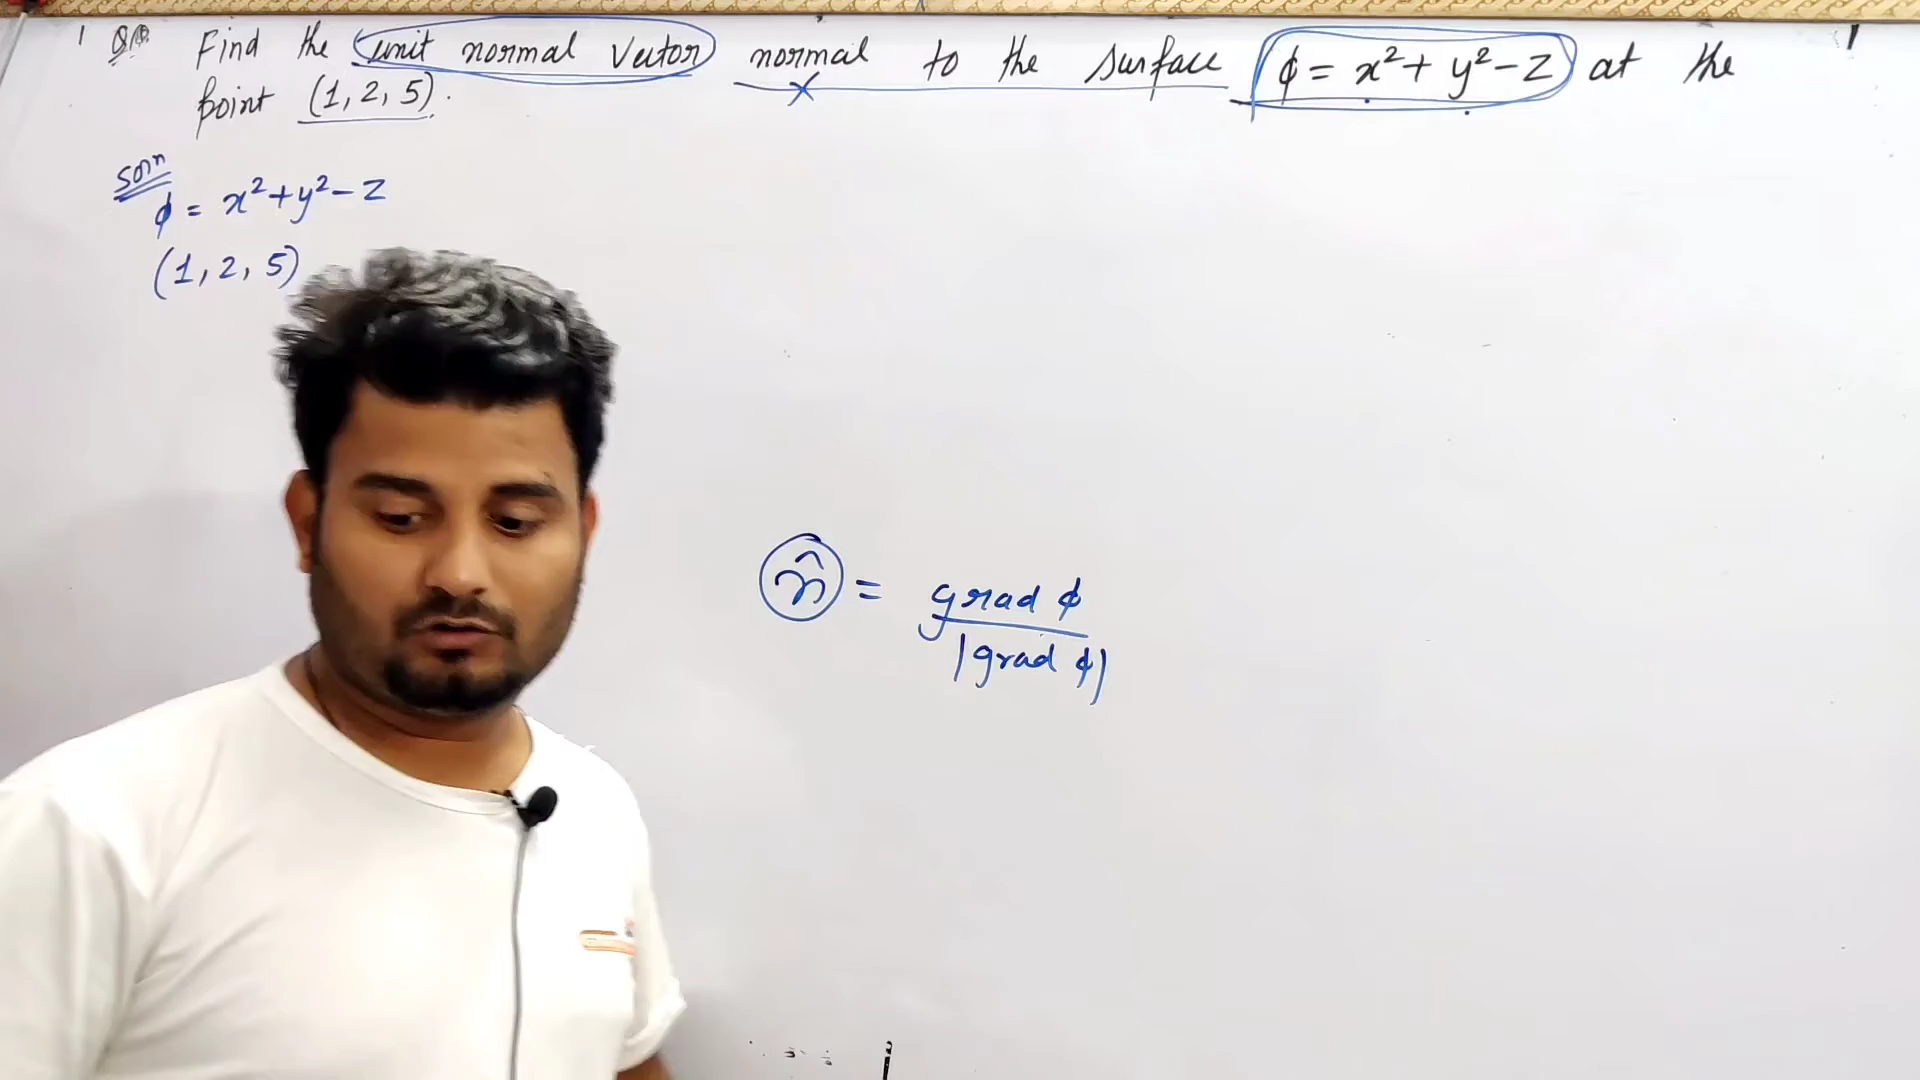 Find the unit normal vector normal to the surface ϕ = x² + y² - z at the
point (1, 2, 5).
Solⁿ
ϕ = x² + y² - z
(1, 2, 5)
n̂ = grad ϕ
|grad ϕ|